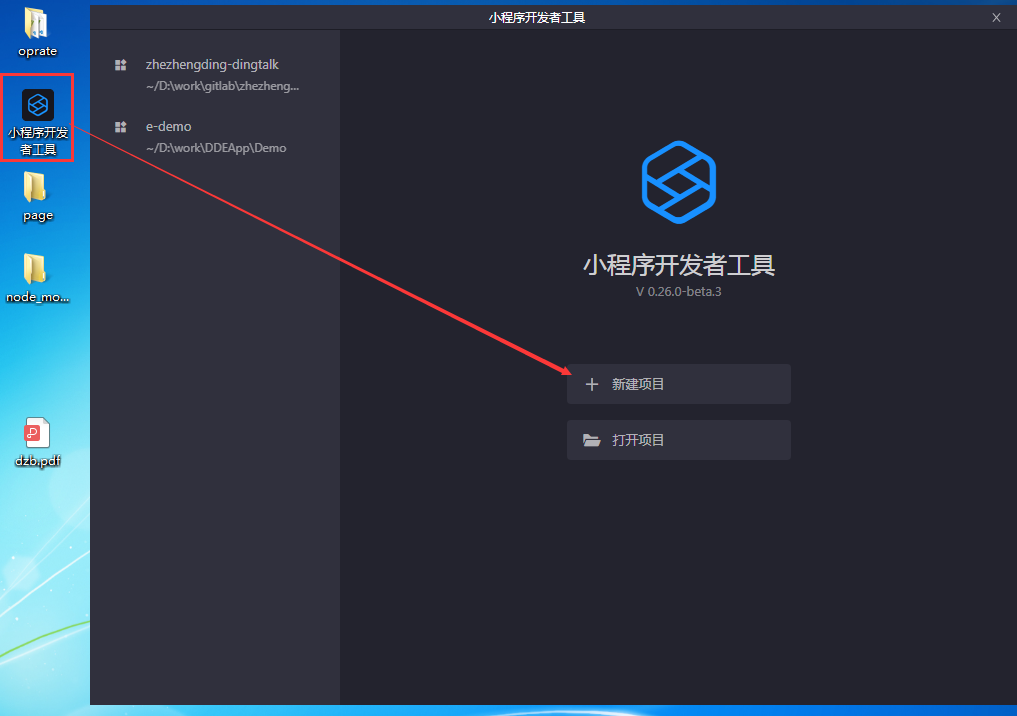 oprate
小程序开发
者工具
page
node_mo...
dzb.pdf
小程序开发者工具
X
zhezhengding-dingtalk
~/D:\work\gitlab\zhezheng...
e-demo
~/D:\work\DDEApp\Demo
小程序开发者工具
V 0.26.0-beta.3
新建项目
打开项目